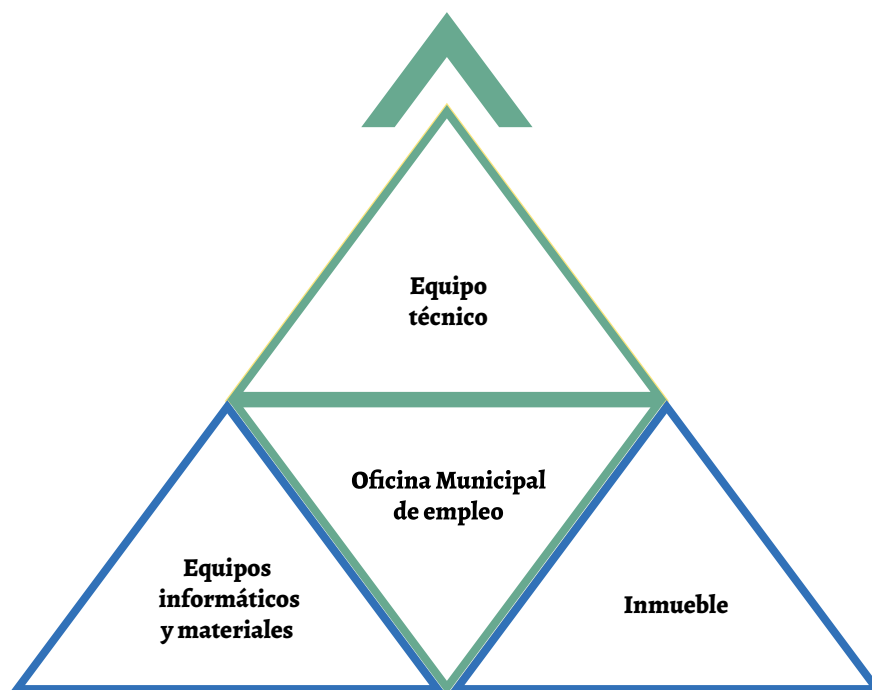 Equipo
técnico
Oficina Municipal
de empleo
Equipos
informáticos
y materiales
Inmueble